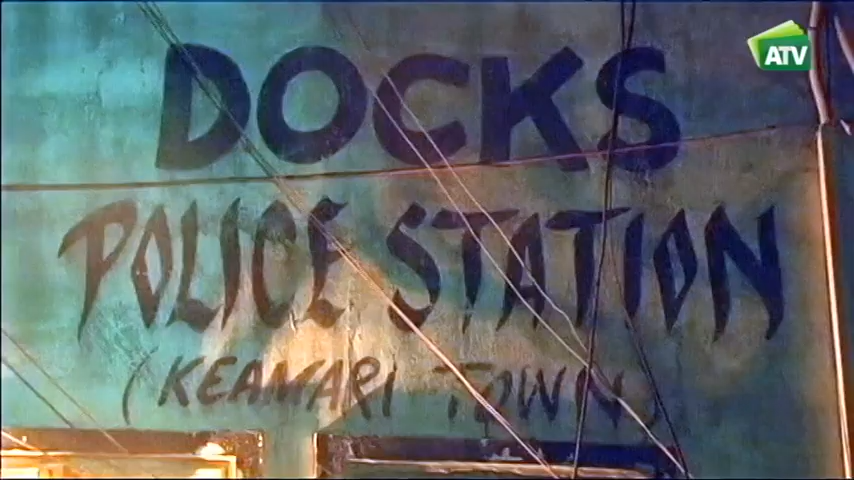 ATV
DOCKS
POLICE STATION
(KEAMARI TOWN)